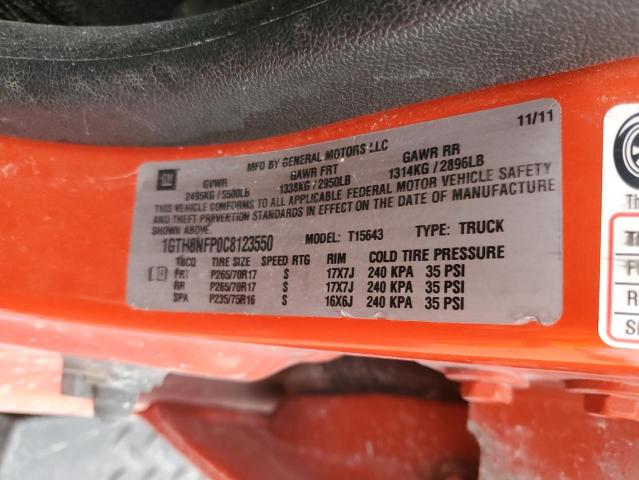 11/11
MFD BY GENERAL MOTORS LLC
GM GVWR GAWR FRT GAWR RR
2495KG / 5500LB 1338KG / 2950LB 1314KG / 2896LB
THIS VEHICLE CONFORMS TO ALL APPLICABLE FEDERAL MOTOR VEHICLE SAFETY
AND THEFT PREVENTION STANDARDS IN EFFECT ON THE DATE OF MANUFACTURE
SHOWN ABOVE.
1GTH6NFP0C8123550 MODEL: T15643 TYPE: TRUCK
TBCQ TIRE SIZE SPEED RTG RIM COLD TIRE PRESSURE
FRT P265/70R17 S 17X7J 240 KPA 35 PSI
RR P265/70R17 S 17X7J 240 KPA 35 PSI
SPA P235/75R16 S 16X6J 240 KPA 35 PSI